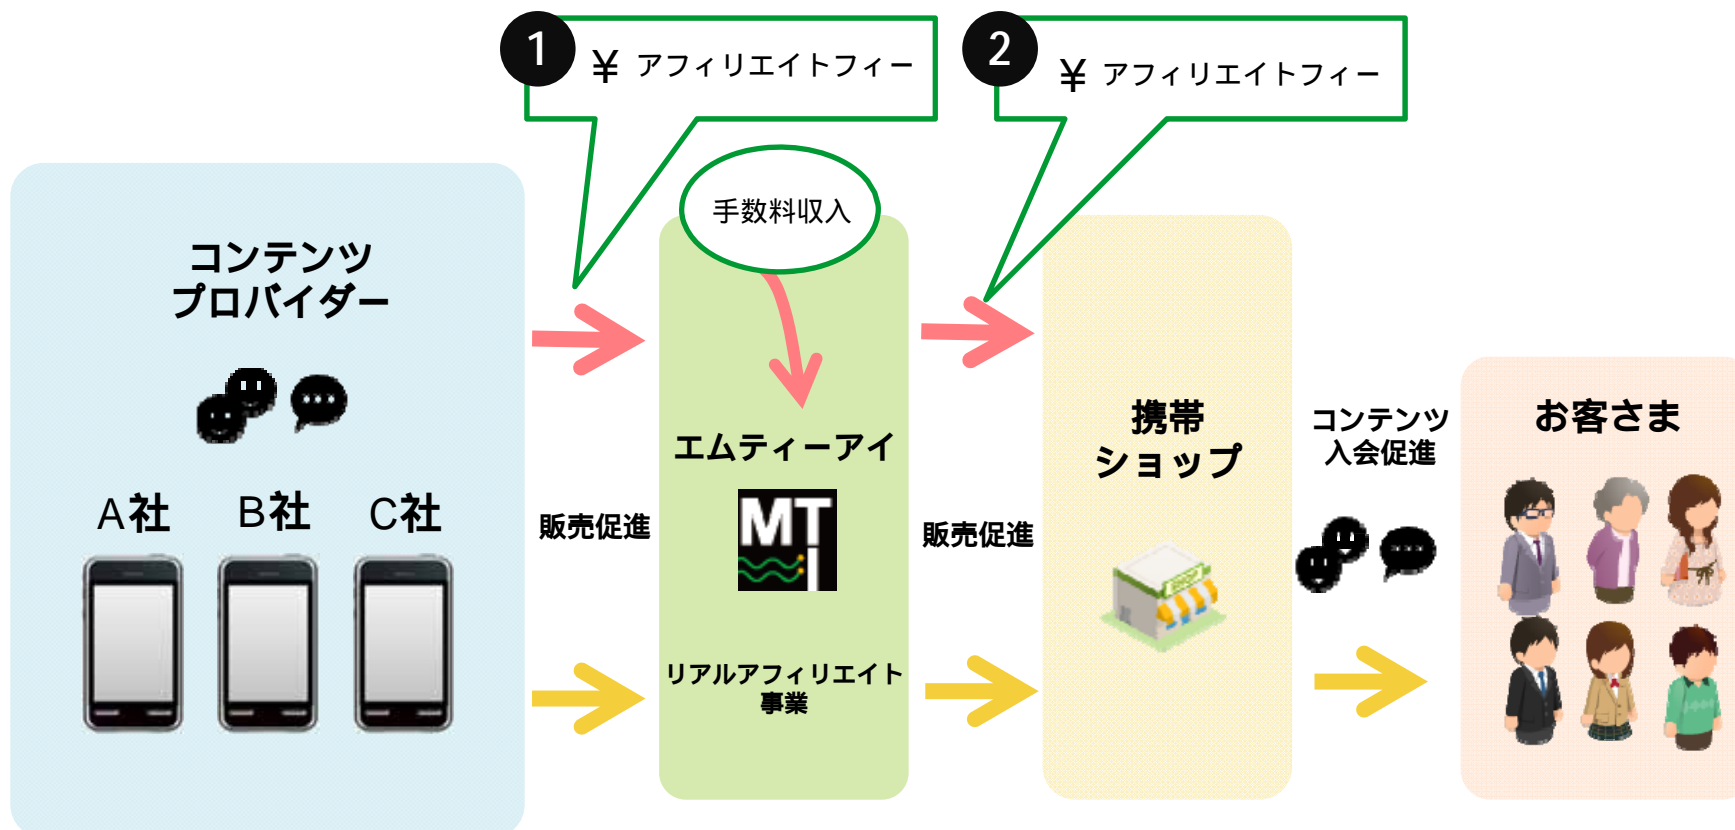 1
¥ アフィリエイトフィー
2
¥ アフィリエイトフィー
手数料収入
コンテンツ
プロバイダー
A社
B社
C社
販売促進
エムティーアイ
MTI
リアルアフィリエイト
事業
販売促進
携帯
ショップ
SHOP
コンテンツ
入会促進
お客さま